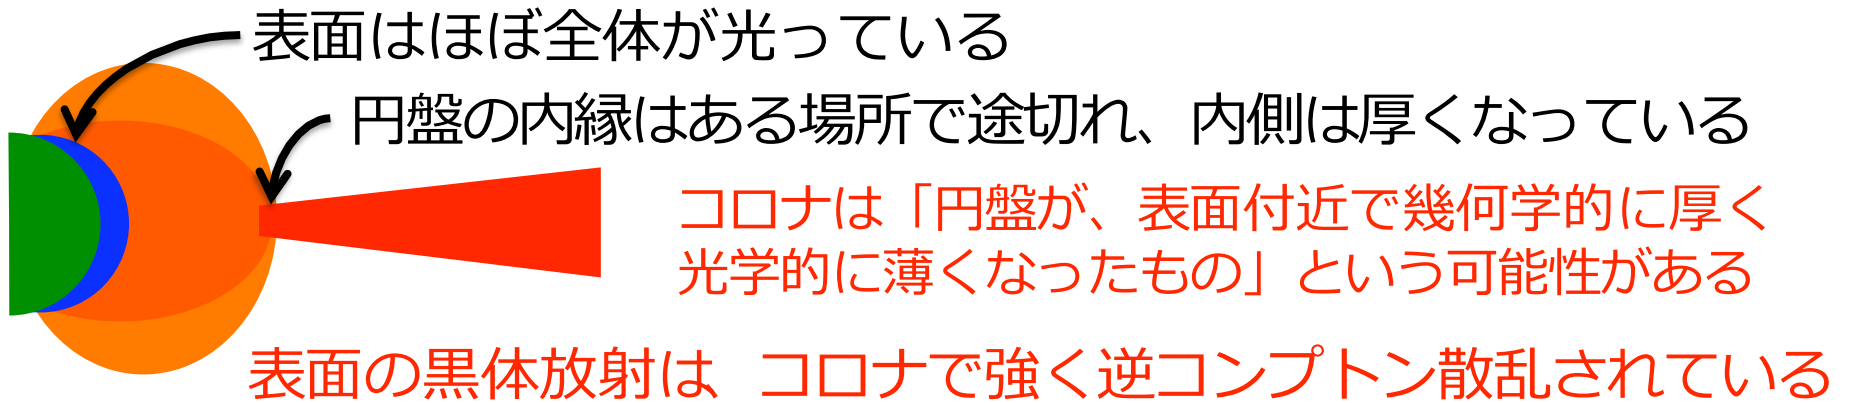 表面はほぼ全体が光っている
円盤の内縁はある場所で途切れ、内側は厚くなっている
コロナは「円盤が、表面付近で幾何学的に厚く
光学的に薄くなったもの」という可能性がある
表面の黒体放射は、コロナで強く逆コンプトン散乱されている